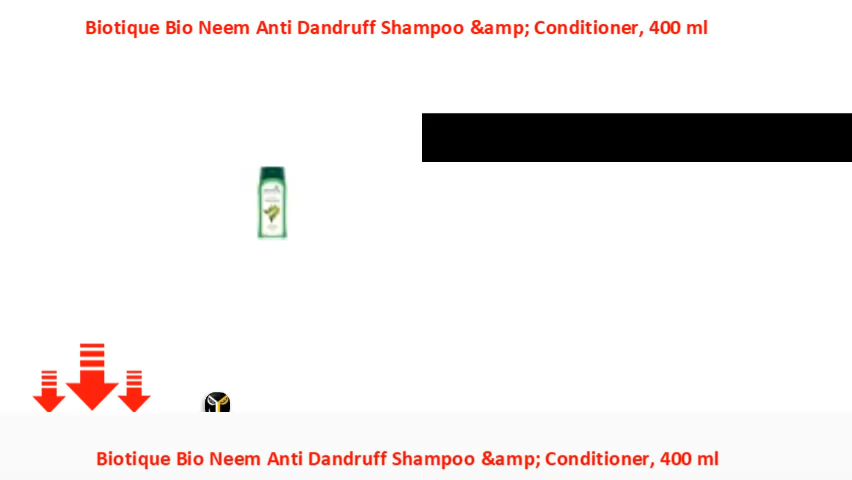 Biotique Bio Neem Anti Dandruff Shampoo &amp; Conditioner, 400 ml
Biotique Bio Neem Anti Dandruff Shampoo &amp; Conditioner, 400 ml